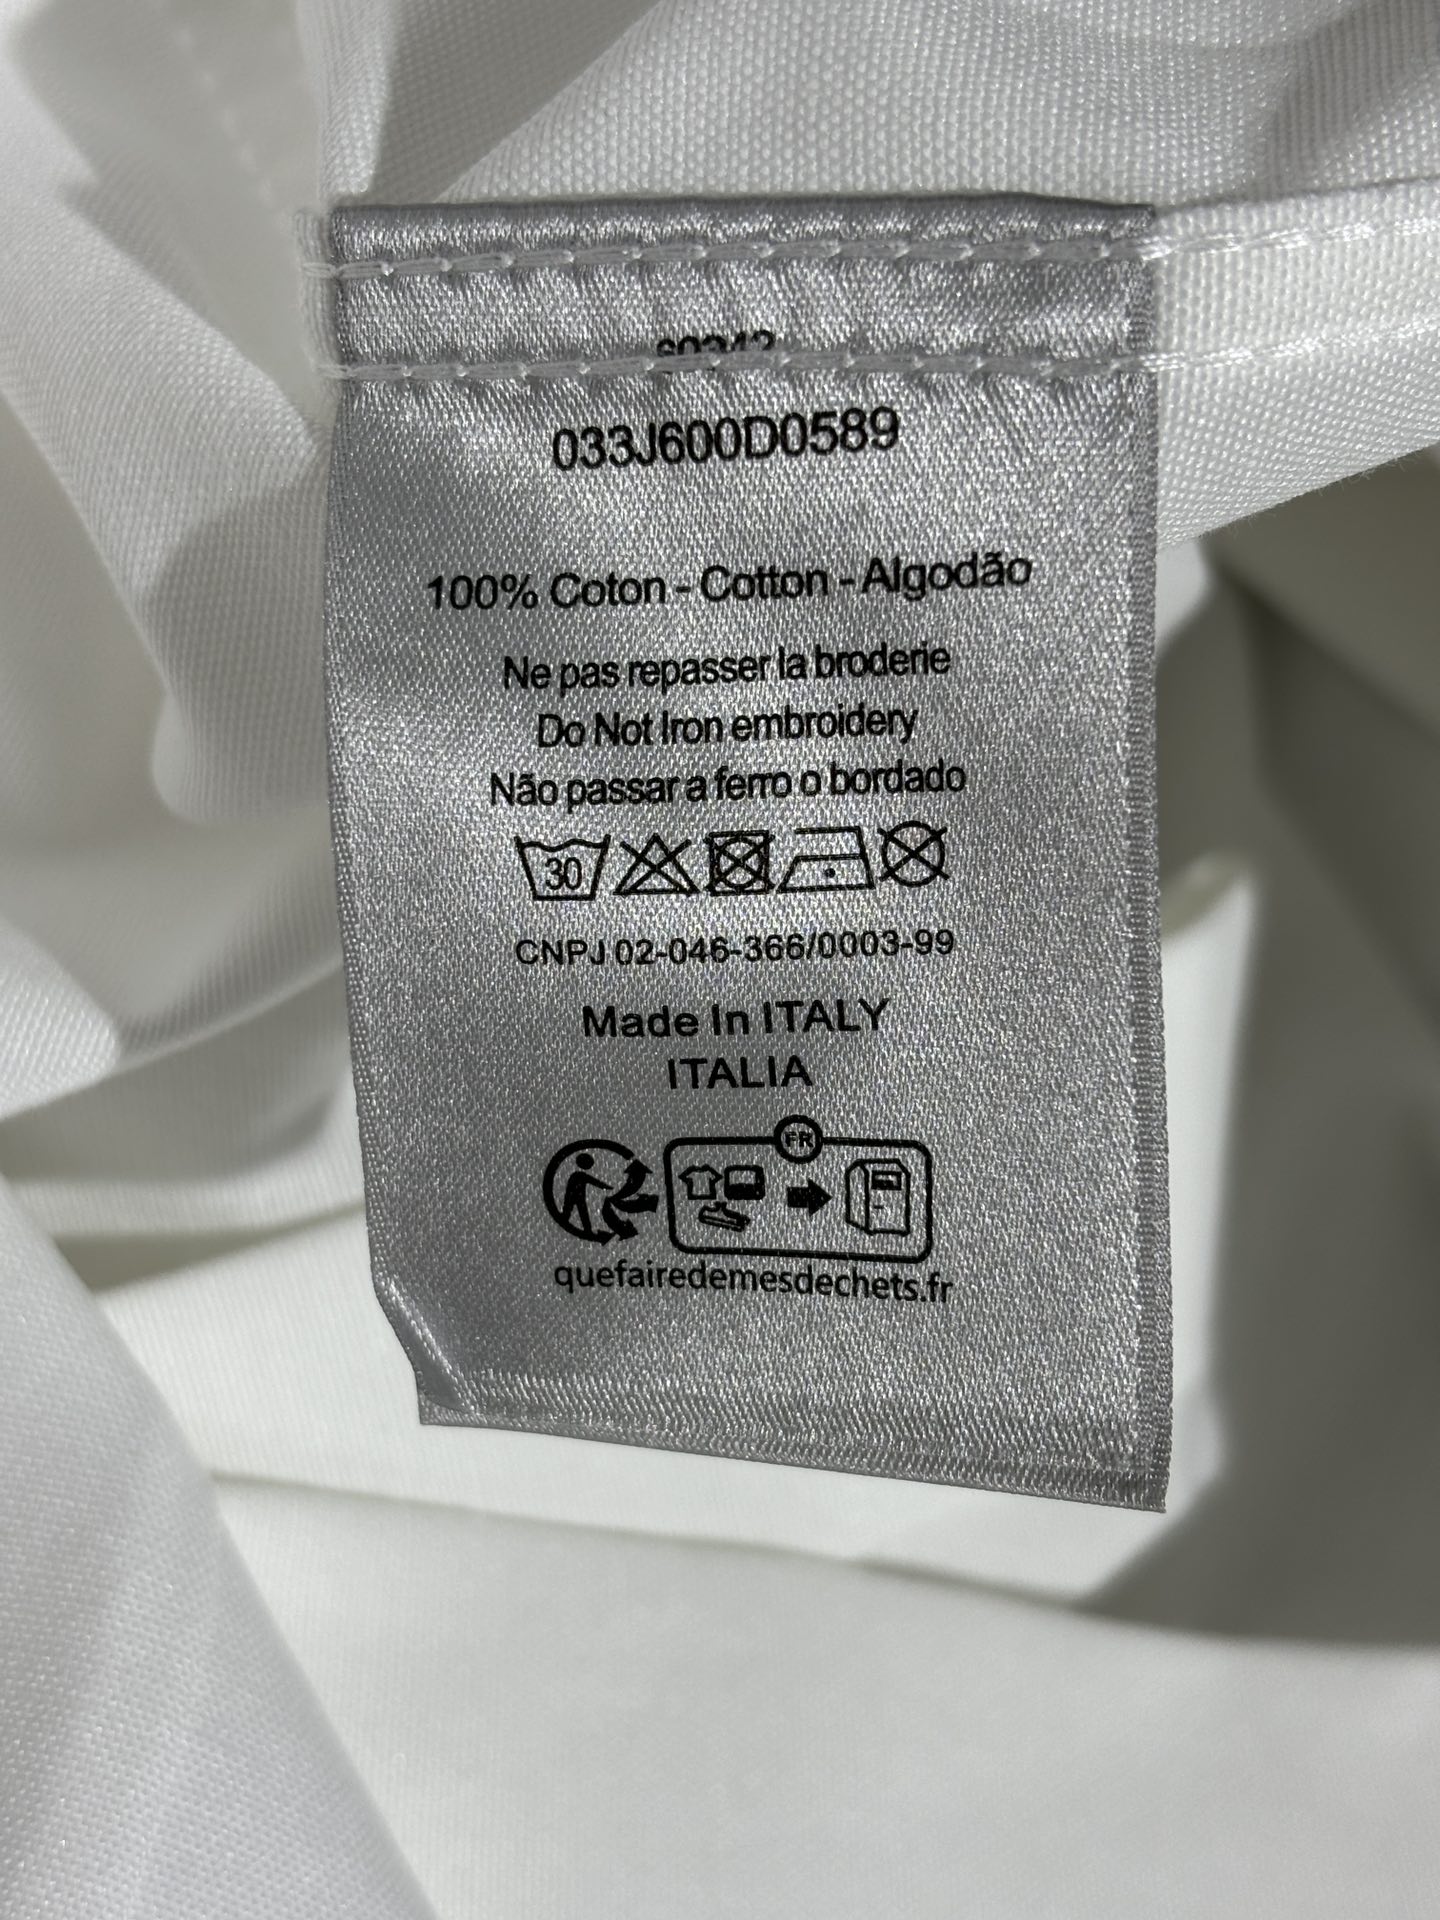 60342
033J600D0589
100% Coton - Cotton - Algodão
Ne pas repasser la broderie
Do Not Iron embroidery
Não passar a ferro o bordado
30
CNPJ 02-046-366/0003-99
Made In ITALY
ITALIA
FR
quefairedemesdechets.fr